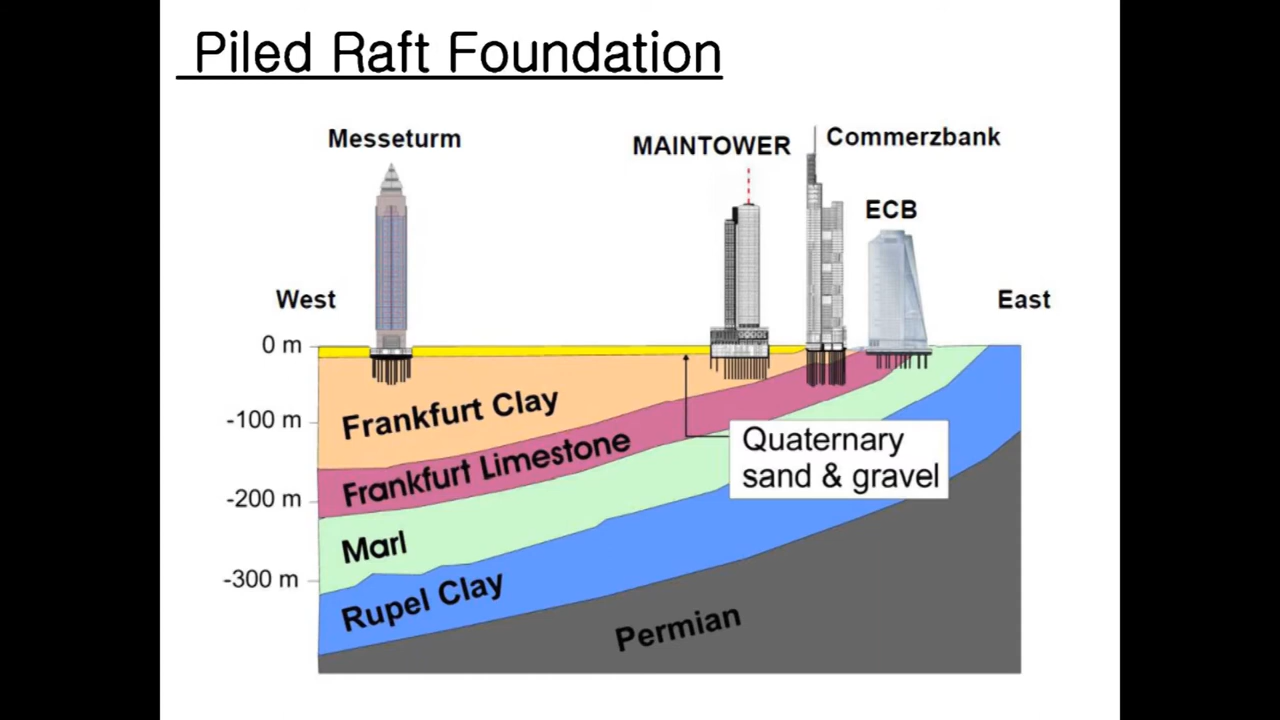 Piled Raft Foundation
Messeturm
MAINTOWER
Commerzbank
ECB
West
East
0 m
-100 m
-200 m
-300 m
Frankfurt Clay
Frankfurt Limestone
Quaternary
sand & gravel
Marl
Rupel Clay
Permian